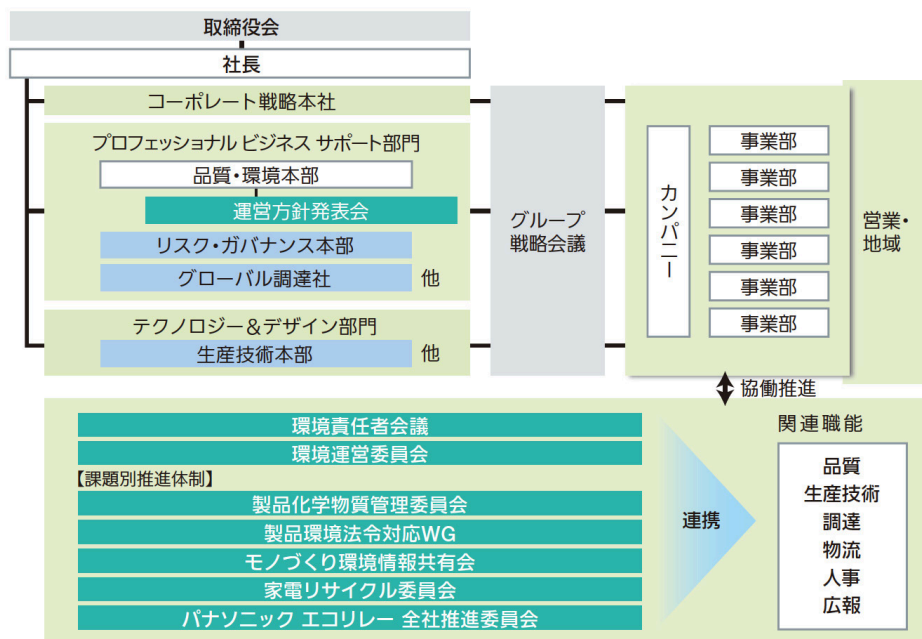 取締役会
社長
コーポレート戦略本社
プロフェッショナル ビジネス サポート部門
品質・環境本部
運営方針発表会
リスク・ガバナンス本部
グローバル調達社 他
テクノロジー＆デザイン部門
生産技術本部 他
グループ
戦略会議
カンパニー
事業部
事業部
事業部
事業部
事業部
事業部
営業・
地域
協働推進
環境責任者会議
環境運営委員会
【課題別推進体制】
製品化学物質管理委員会
製品環境法令対応WG
モノづくり環境情報共有会
家電リサイクル委員会
パナソニック エコリレー 全社推進委員会
連携
関連職能
品質
生産技術
調達
物流
人事
広報